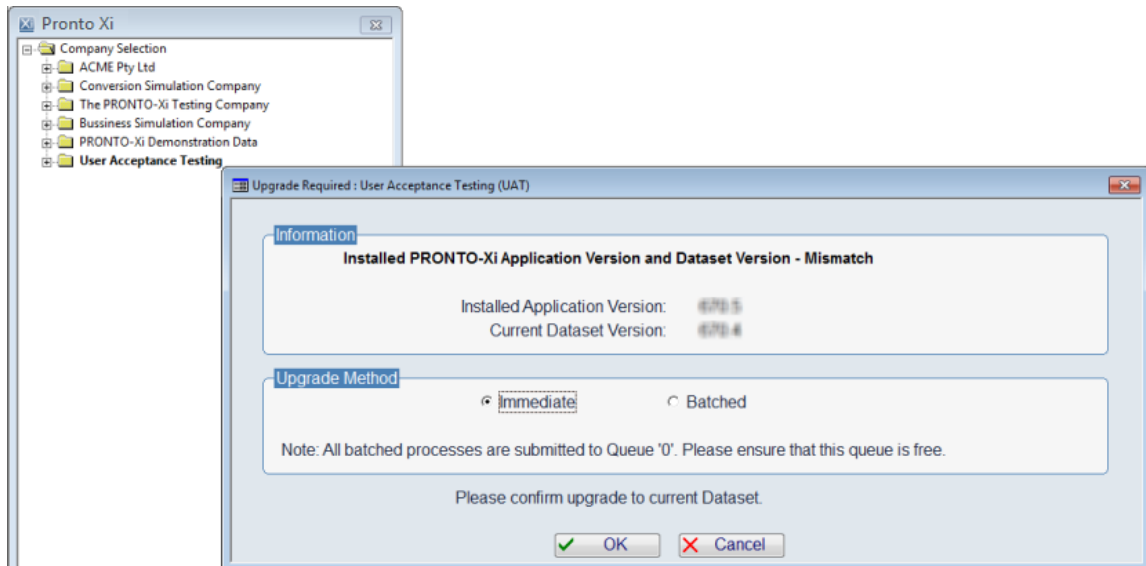 Pronto Xi
Company Selection
ACME Pty Ltd
Conversion Simulation Company
The PRONTO-Xi Testing Company
Bussiness Simulation Company
PRONTO-Xi Demonstration Data
User Acceptance Testing
Upgrade Required : User Acceptance Testing (UAT)
Information
Installed PRONTO-Xi Application Version and Dataset Version - Mismatch
Installed Application Version:
Current Dataset Version:
Upgrade Method
Immediate Batched
Note: All batched processes are submitted to Queue '0'. Please ensure that this queue is free.
Please confirm upgrade to current Dataset.
OK Cancel